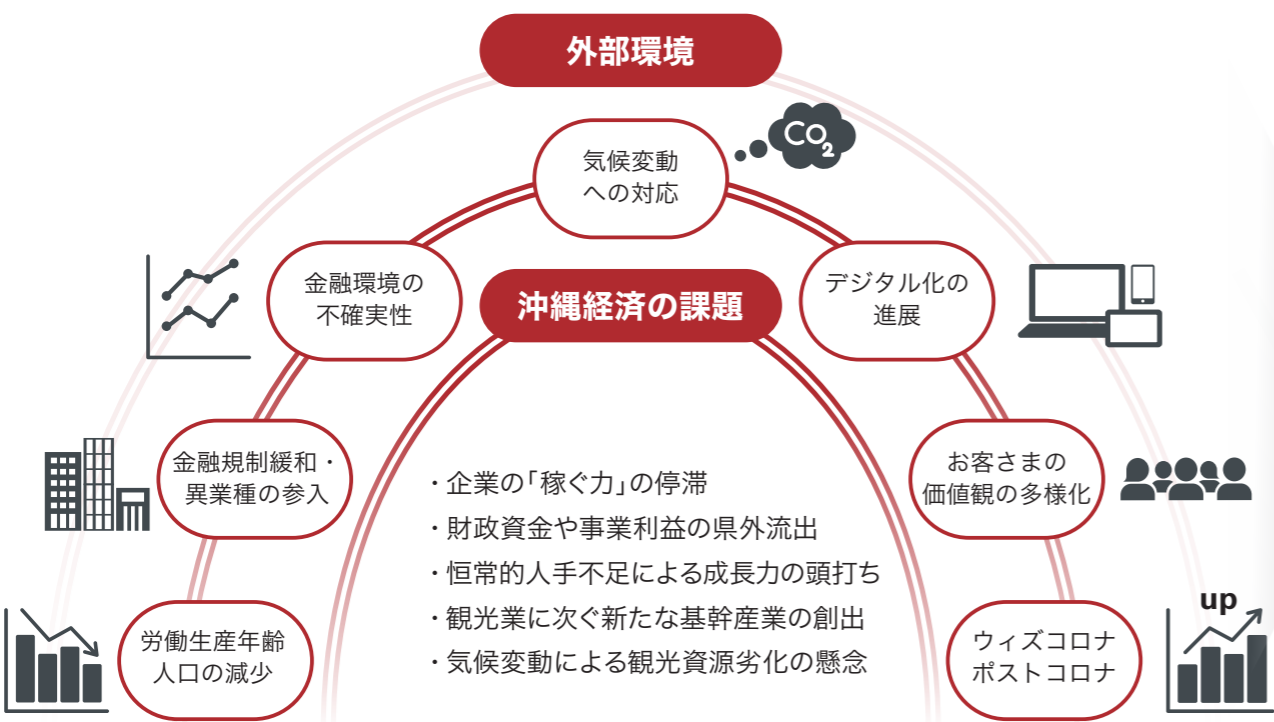 外部環境
CO2
気候変動
への対応
金融環境の
不確実性
沖縄経済の課題
デジタル化の
進展
金融規制緩和・
異業種の参入
お客さまの
価値観の多様化
・企業の「稼ぐ力」の停滞
・財政資金や事業利益の県外流出
・恒常的人手不足による成長力の頭打ち
・観光業に次ぐ新たな基幹産業の創出
・気候変動による観光資源劣化の懸念
労働生産年齢
人口の減少
ウィズコロナ
ポストコロナ
up